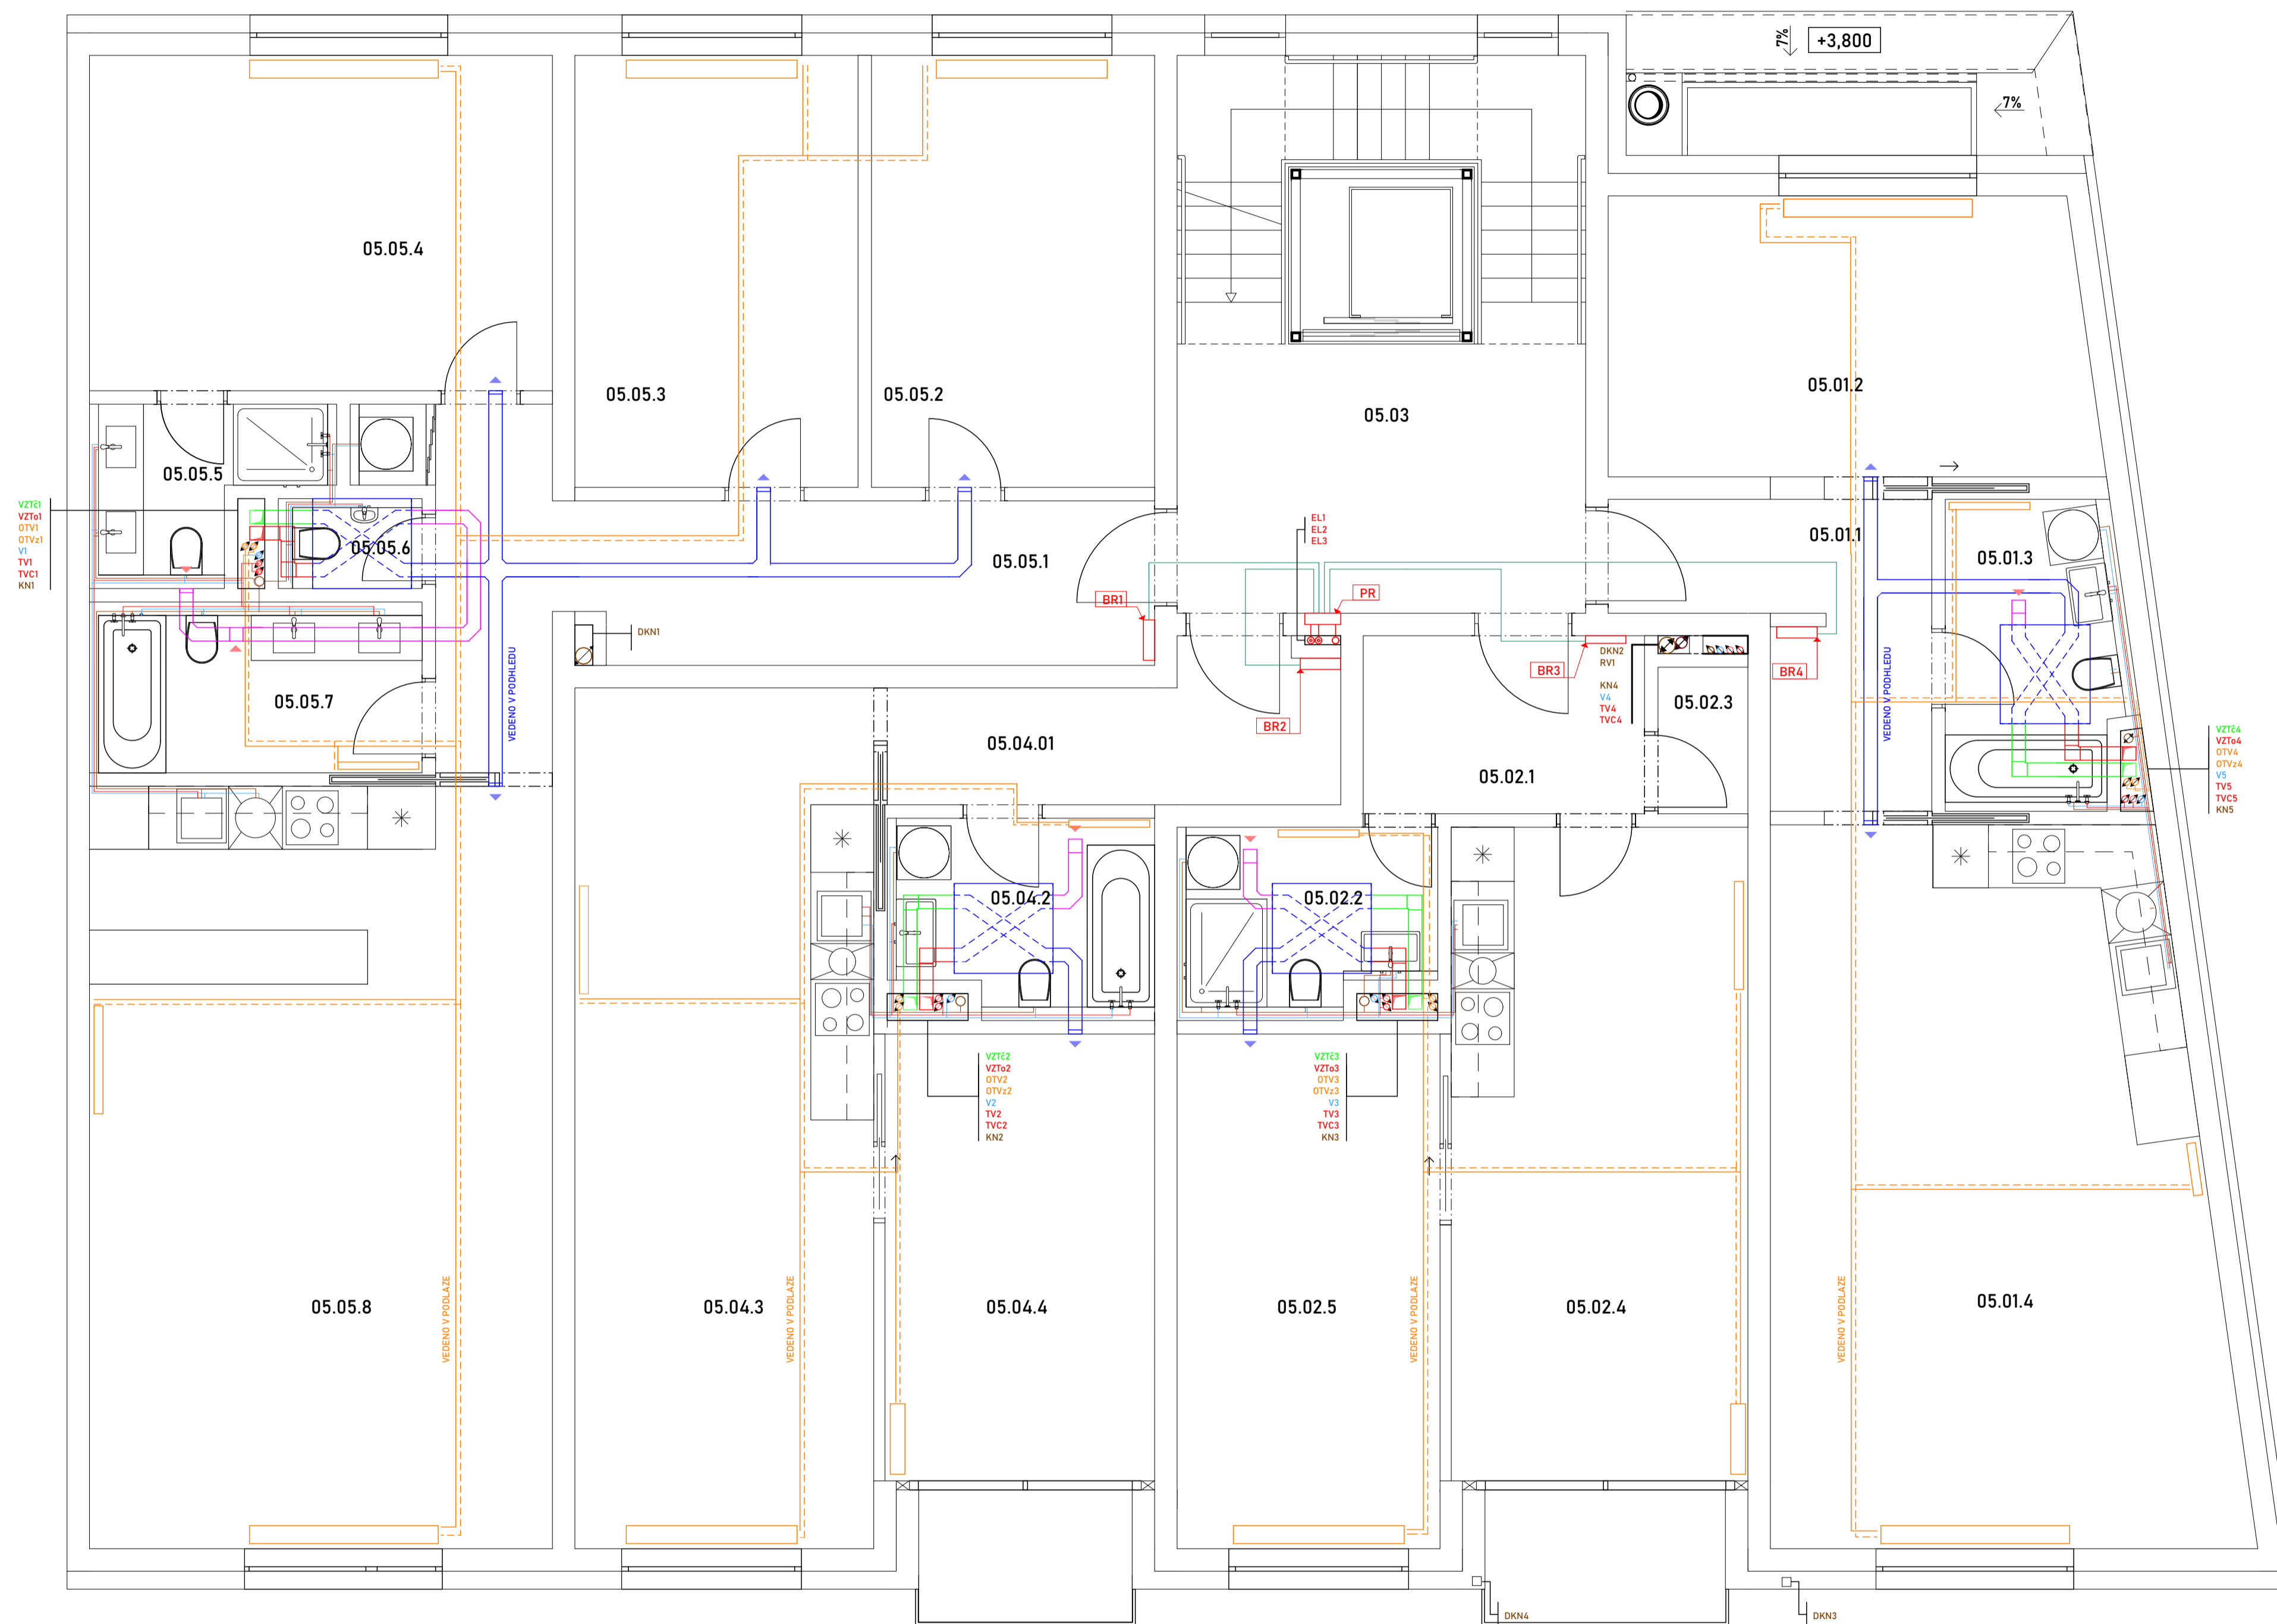 7%
+3,800
7%
05.05.4
05.05.3
05.05.2
05.03
05.01.2
05.05.5
VZTč1
VZTo1
OTV1
OTVz1
V1
TV1
TVC1
KN1
05.05.6
05.05.1
EL1
EL2
EL3
05.01.1
05.01.3
BR1
PR
DKN1
VEDENO V PODHLEDU
05.05.7
BR2
BR3
DKN2
RV1
KN4
V4
TV4
TVC4
05.02.3
BR4
VEDENO V PODHLEDU
05.04.01
05.02.1
VZTč4
VZTo4
OTV4
OTVz4
V5
TV5
TVC5
KN5
05.04.2
05.02.2
VZTč2
VZTo2
OTV2
OTVz2
V2
TV2
TVC2
KN2
VZTč3
VZTo3
OTV3
OTVz3
V3
TV3
TVC3
KN3
05.05.8
VEDENO V PODLAZE
05.04.3
VEDENO V PODLAZE
05.04.4
05.02.5
VEDENO V PODLAZE
05.02.4
VEDENO V PODLAZE
05.01.4
DKN4
DKN3